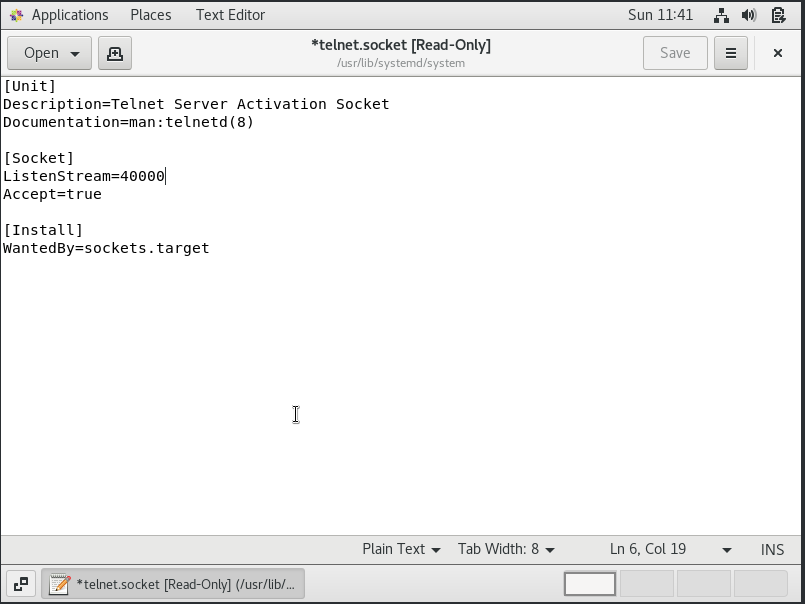 Applications Places Text Editor Sun 11:41
Open *telnet.socket [Read-Only] Save
/usr/lib/systemd/system
[Unit]
Description=Telnet Server Activation Socket
Documentation=man:telnetd(8)
[Socket]
ListenStream=40000
Accept=true
[Install]
WantedBy=sockets.target
Plain Text Tab Width: 8 Ln 6, Col 19 INS
*telnet.socket [Read-Only] (/usr/lib/...